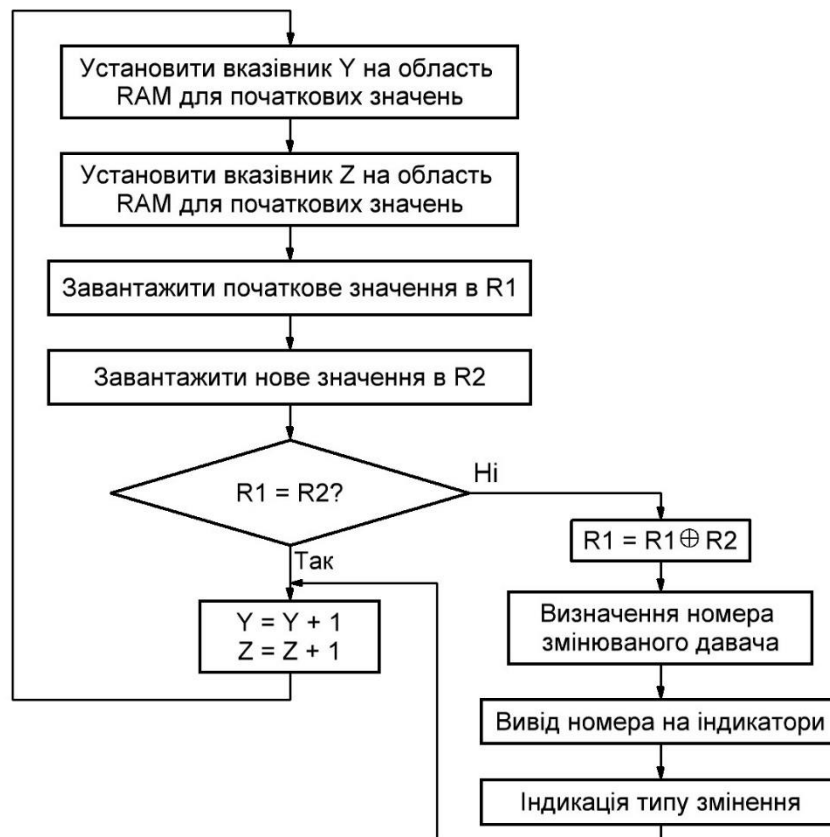 Установити вказівник Y на область
RAM для початкових значень
Установити вказівник Z на область
RAM для початкових значень
Завантажити початкове значення в R1
Завантажити нове значення в R2
R1 = R2?
Ні
Так
Y = Y + 1
Z = Z + 1
R1 = R1 ⊕ R2
Визначення номера
змінюваного давача
Вивід номера на індикатори
Індикація типу змінення